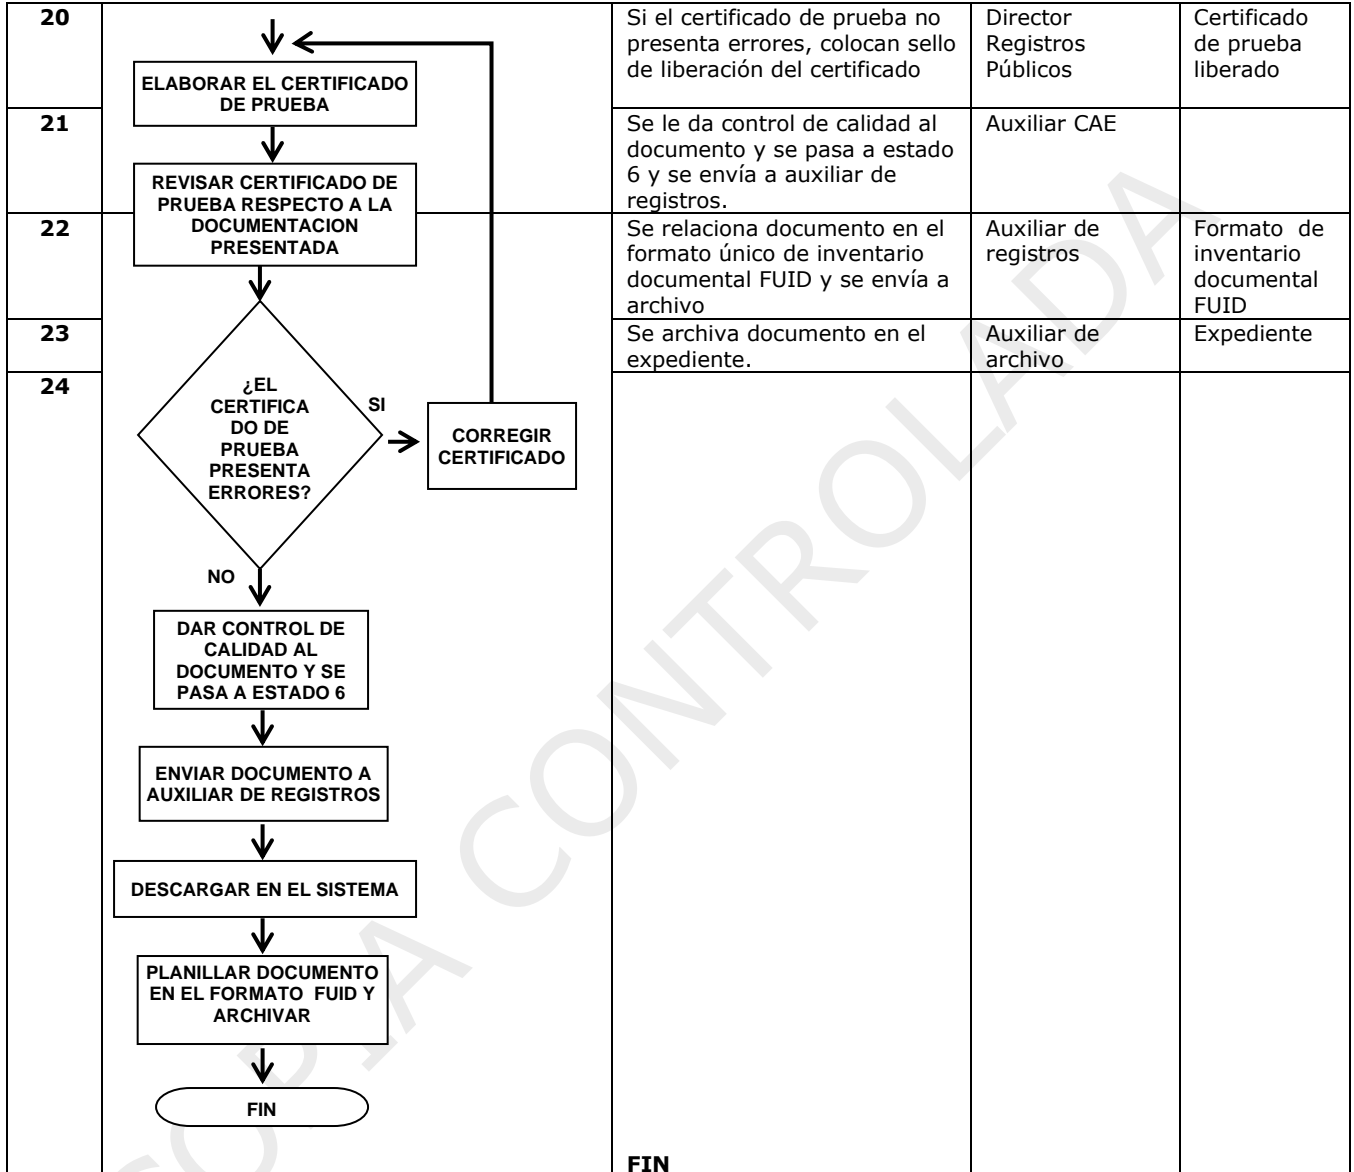 20
ELABORAR EL CERTIFICADO
DE PRUEBA
Si el certificado de prueba no
presenta errores, colocan sello
de liberación del certificado
Director
Registros
Públicos
Certificado
de prueba
liberado
21
REVISAR CERTIFICADO DE
PRUEBA RESPECTO A LA
DOCUMENTACION
PRESENTADA
Se le da control de calidad al
documento y se pasa a estado
6 y se envía a auxiliar de
registros.
Auxiliar CAE
22
Se relaciona documento en el
formato único de inventario
documental FUID y se envía a
archivo
Auxiliar de
registros
Formato de
inventario
documental
FUID
23
Se archiva documento en el
expediente.
Auxiliar de
archivo
Expediente
24
¿EL
CERTIFICA
DO DE
PRUEBA
PRESENTA
ERRORES?
SI
CORREGIR
CERTIFICADO
NO
DAR CONTROL DE
CALIDAD AL
DOCUMENTO Y SE
PASA A ESTADO 6
ENVIAR DOCUMENTO A
AUXILIAR DE REGISTROS
DESCARGAR EN EL SISTEMA
PLANILLAR DOCUMENTO
EN EL FORMATO FUID Y
ARCHIVAR
FIN
FIN
COPIA CONTROLADA